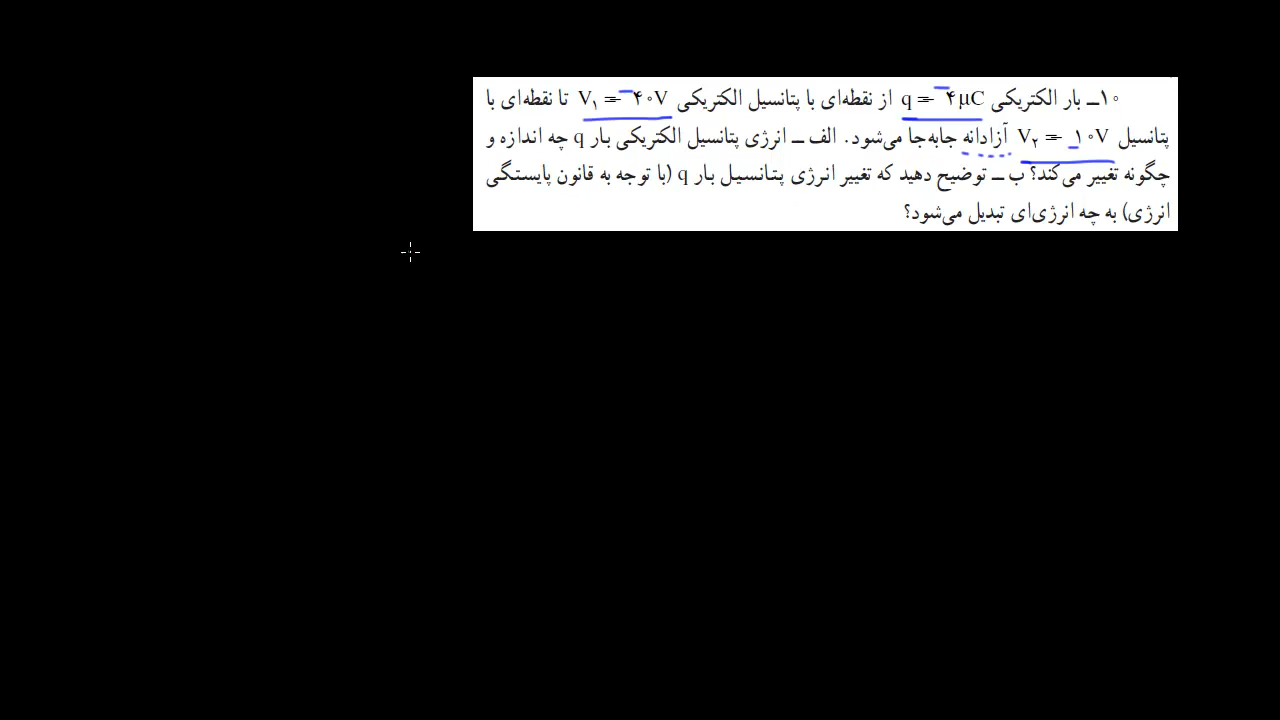 ۱۰ــ بار الکتریکی q = −۴μC از نقطه‌ای با پتانسیل الکتریکی V₁ = −۴۰V تا نقطه‌ای با
پتانسیل V₂ = −۱۰V آزادانه جابه‌جا می‌شود. الف ــ انرژی پتانسیل الکتریکی بار q چه اندازه و
چگونه تغییر می‌کند؟ ب ــ توضیح دهید که تغییر انرژی پتانسیل بار q (با توجه به قانون پایستگی
انرژی) به چه انرژی‌ای تبدیل می‌شود؟